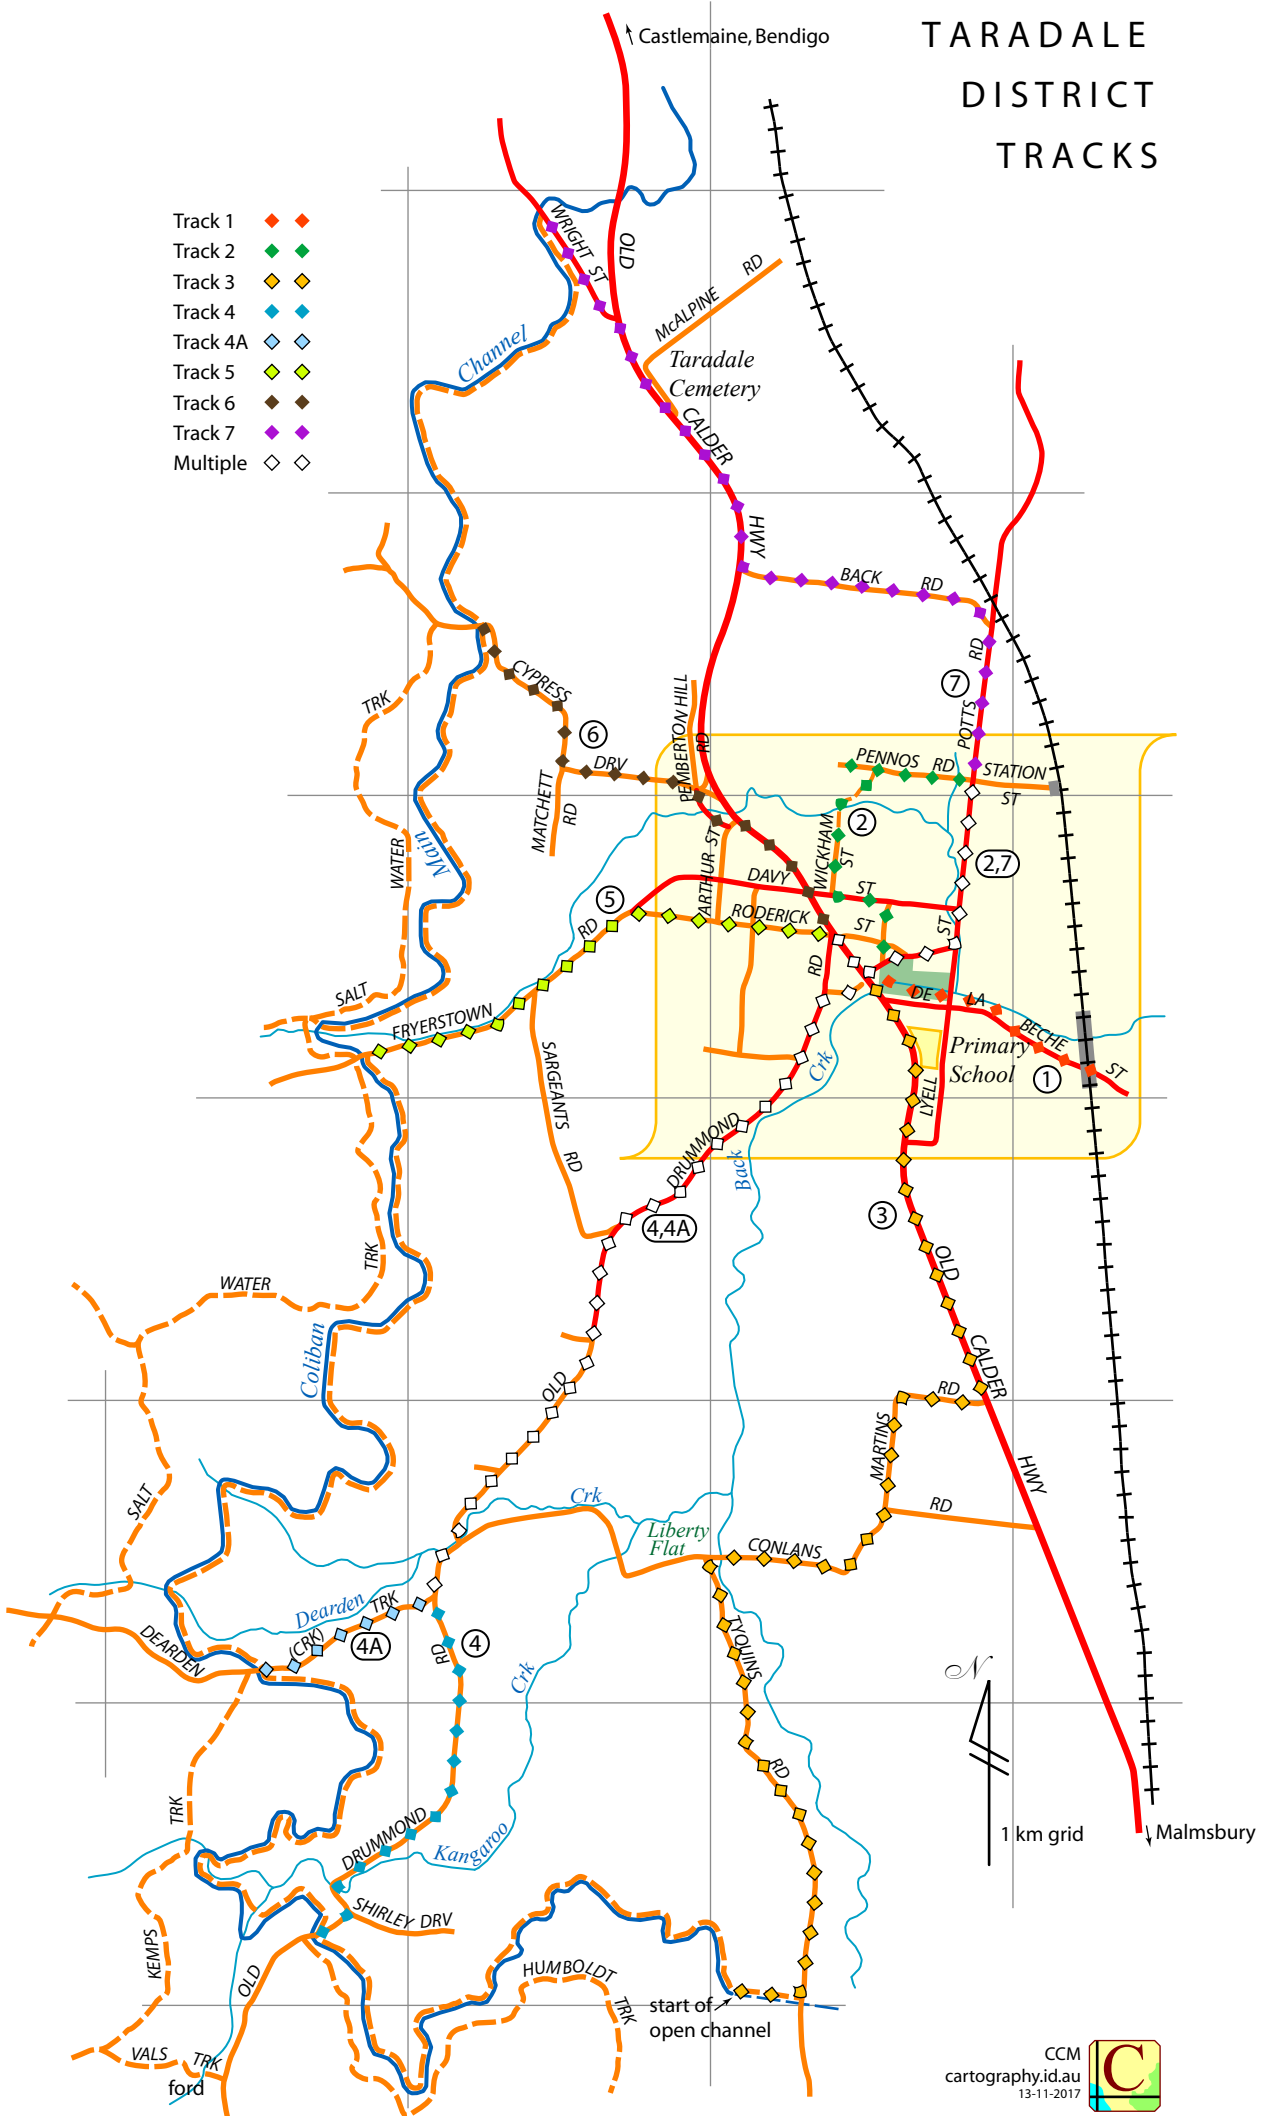 TARADALE
DISTRICT
TRACKS
Castlemaine, Bendigo
Track 1
Track 2
Track 3
Track 4
Track 4A
Track 5
Track 6
Track 7
Multiple
WRIGHT ST
OLD
McALPINE RD
Channel
Taradale
Cemetery
CALDER
HWY
BACK RD
RD
7
POTTS
CYPRESS
TRK
6
PEMBERTON HILL
RD
DRV
PENNOS RD
STATION
ST
MATCHETT
RD
2
WICKHAM
ST
Main
WATER
ARTHUR ST
2,7
DAVY
ST
5
RODERICK
ST
ST
RD
RD
SALT
FRYERSTOWN
DE LA
BECHE
ST
Primary
School
1
Crk
SARGEANTS
RD
LYELL
DRUMMOND
Back
4,4A
3
TRK
WATER
OLD
Coliban
CALDER
OLD
RD
MARTINS
HWY
SALT
Crk
RD
Liberty
Flat
CONLANS
Dearden
TRK
(CRK)
4A
DEARDEN
4
RD
TYQUINS
Crk
N
RD
TRK
DRUMMOND
Kangaroo
1 km grid
Malmsbury
SHIRLEY DRV
KEMPS
OLD
HUMBOLDT
TRK
start of
open channel
VALS
TRK
ford
CCM
cartography.id.au
13-11-2017
C